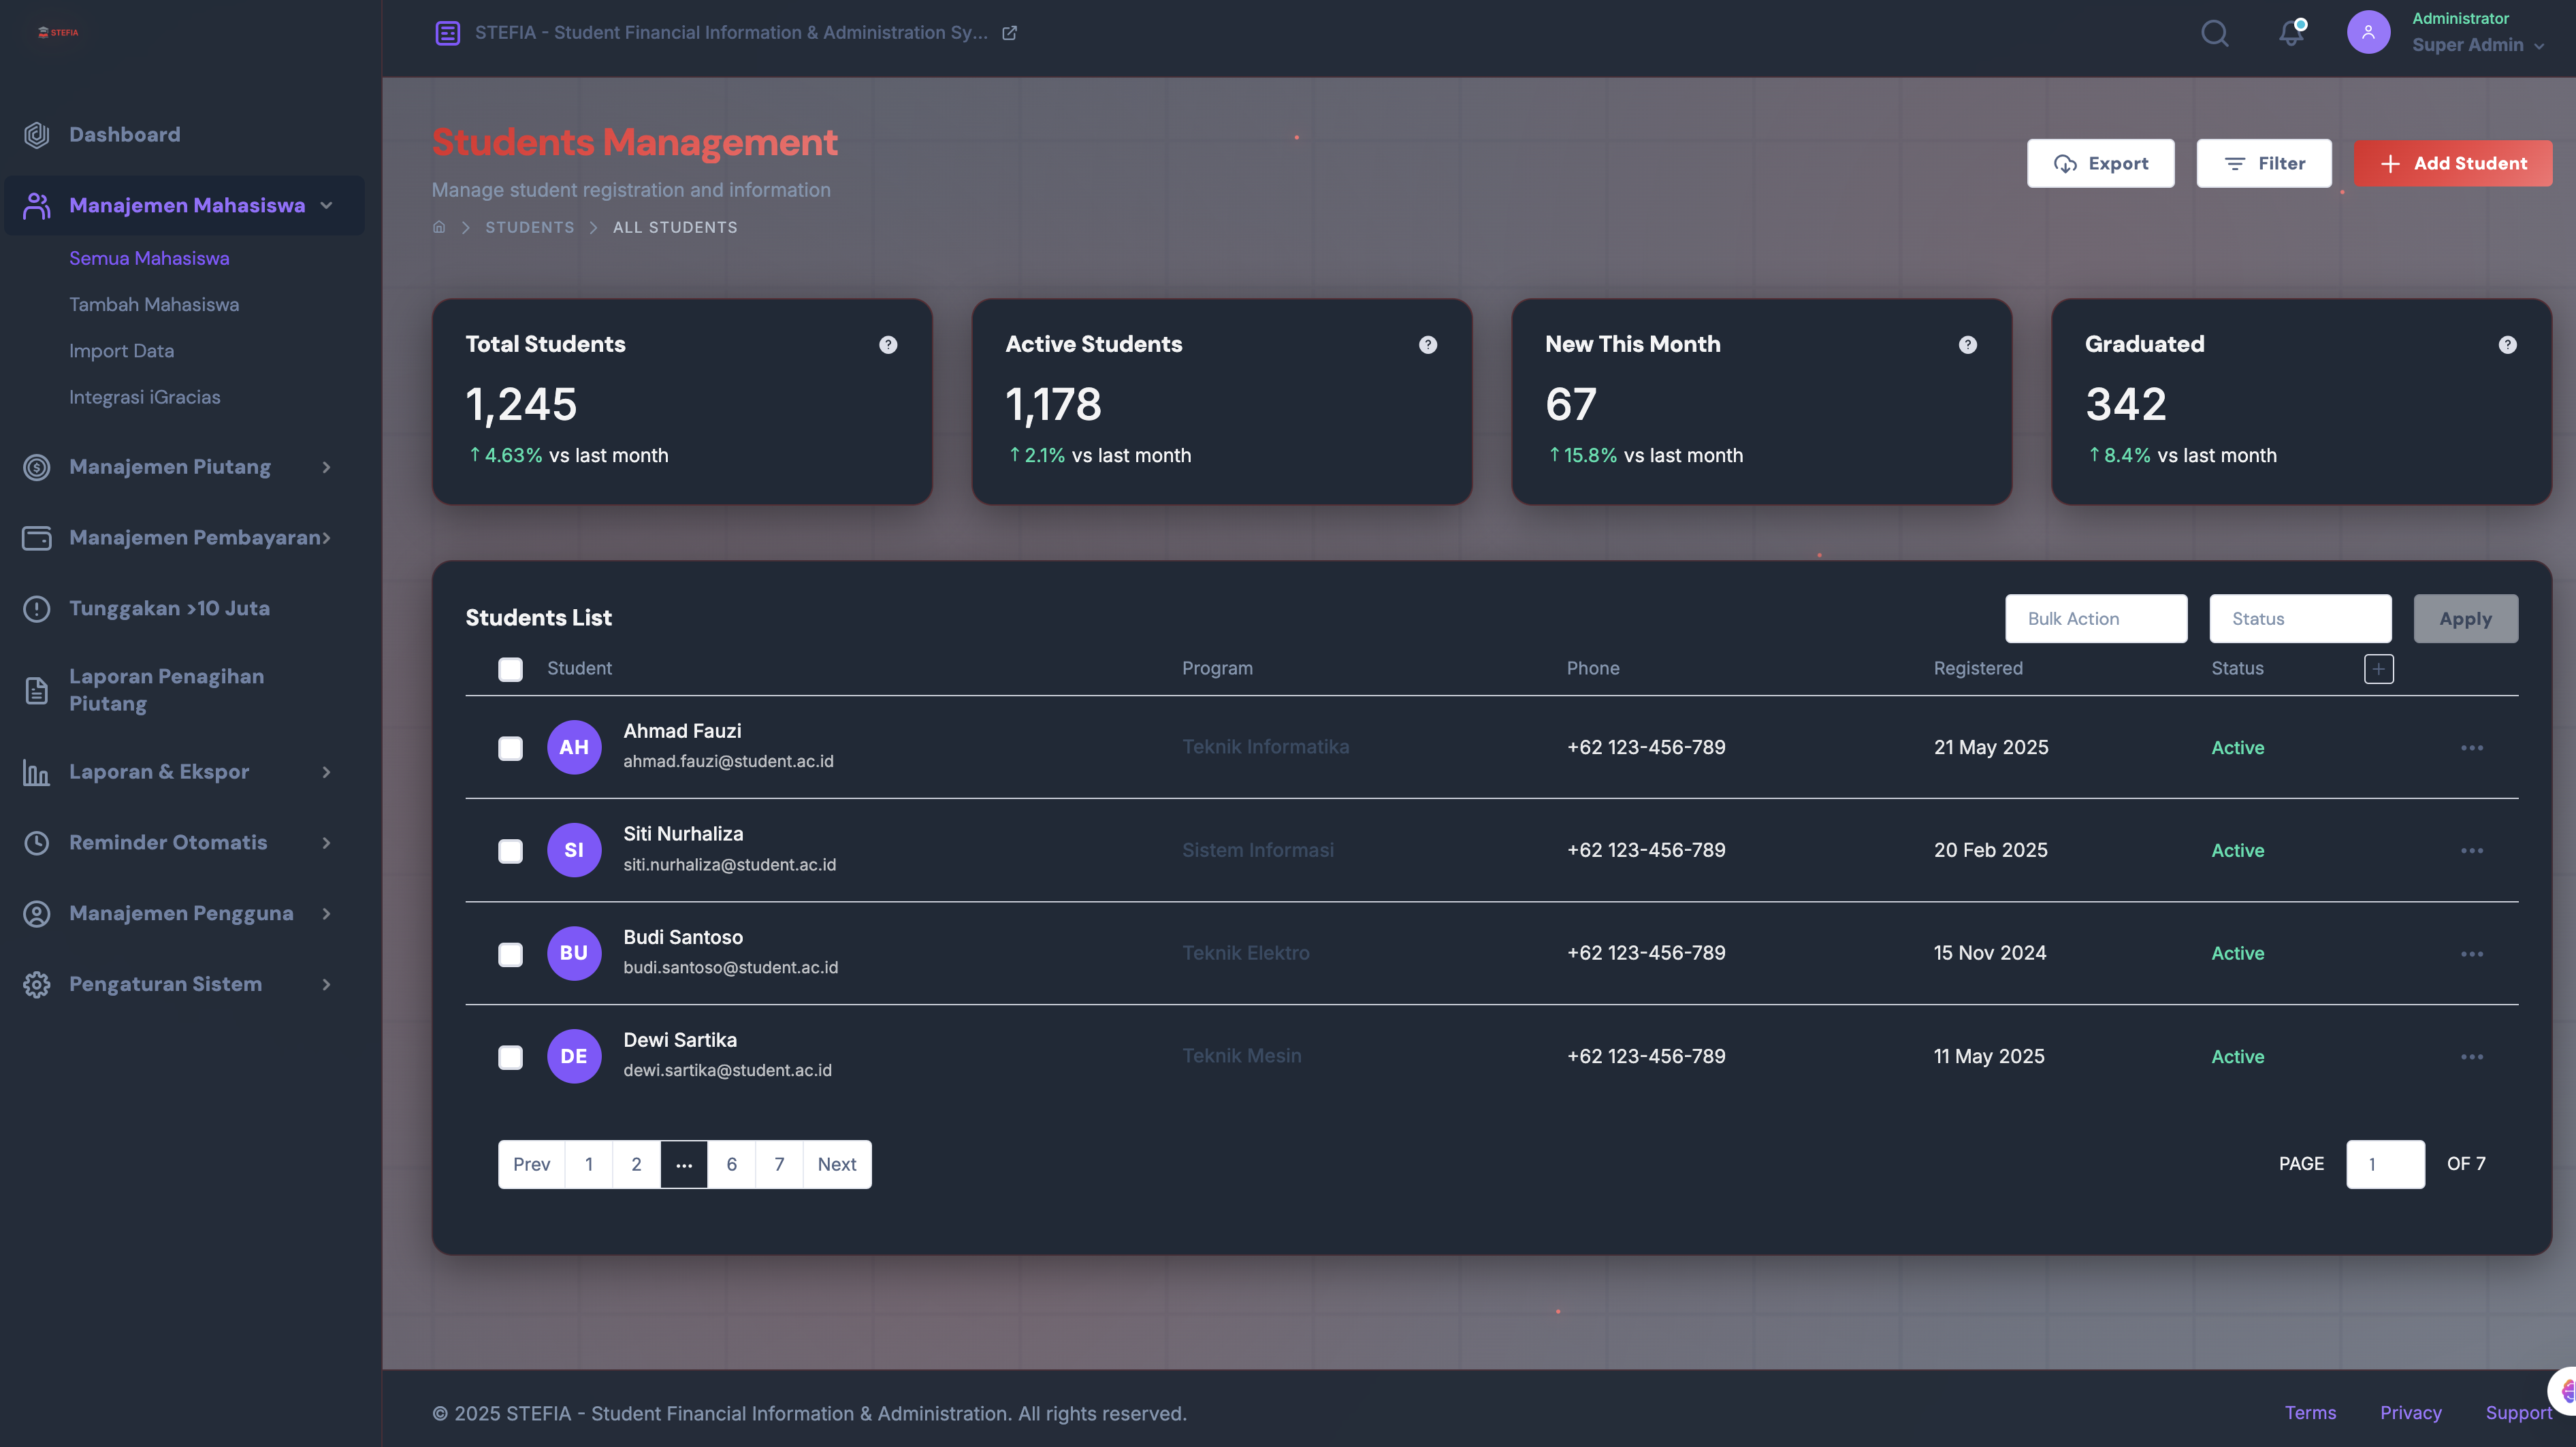 STEFIA
STEFIA - Student Financial Information & Administration Sy...
Administrator
Super Admin
Dashboard
Manajemen Mahasiswa
Semua Mahasiswa
Tambah Mahasiswa
Import Data
Integrasi iGracias
Manajemen Piutang
Manajemen Pembayaran
Tunggakan >10 Juta
Laporan Penagihan
Piutang
Laporan & Ekspor
Reminder Otomatis
Manajemen Pengguna
Pengaturan Sistem
Students Management
Manage student registration and information
STUDENTS
ALL STUDENTS
Export
Filter
Add Student
Total Students
1,245
↑4.63% vs last month
Active Students
1,178
↑2.1% vs last month
New This Month
67
↑15.8% vs last month
Graduated
342
↑8.4% vs last month
Students List
Bulk Action
Status
Apply
Student Program Phone Registered Status
AH
Ahmad Fauzi
ahmad.fauzi@student.ac.id
Teknik Informatika
+62 123-456-789
21 May 2025
Active
SI
Siti Nurhaliza
siti.nurhaliza@student.ac.id
Sistem Informasi
+62 123-456-789
20 Feb 2025
Active
BU
Budi Santoso
budi.santoso@student.ac.id
Teknik Elektro
+62 123-456-789
15 Nov 2024
Active
DE
Dewi Sartika
dewi.sartika@student.ac.id
Teknik Mesin
+62 123-456-789
11 May 2025
Active
Prev 1 2 ... 6 7 Next
PAGE 1 OF 7
© 2025 STEFIA - Student Financial Information & Administration. All rights reserved.
Terms Privacy Support